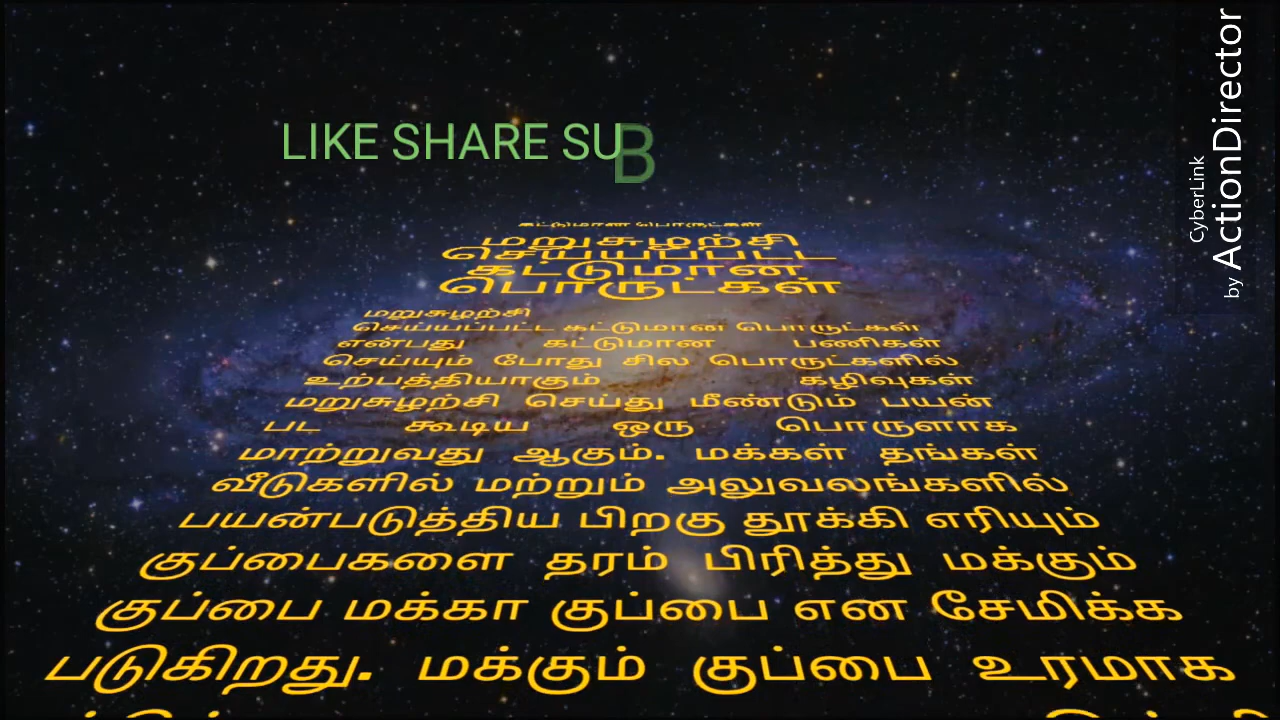 LIKE SHARE SUB
கட்டுமான பொருட்கள்
மறுசுழற்சி
செய்யப்பட்ட
கட்டுமான
பொருட்கள்
மறுசுழற்சி
செய்யப்பட்ட கட்டுமான பொருட்கள்
என்பது கட்டுமான பணிகள்
செய்யும் போது சில பொருட்களில்
உற்பத்தியாகும் கழிவுகள்
மறுசுழற்சி செய்து மீண்டும் பயன்
பட கூடிய ஒரு பொருளாக
மாற்றுவது ஆகும். மக்கள் தங்கள்
வீடுகளில் மற்றும் அலுவலங்களில்
பயன்படுத்திய பிறகு தூக்கி எரியும்
குப்பைகளை தரம் பிரித்து மக்கும்
குப்பை மக்கா குப்பை என சேமிக்க
படுகிறது. மக்கும் குப்பை உரமாக
by CyberLink ActionDirector